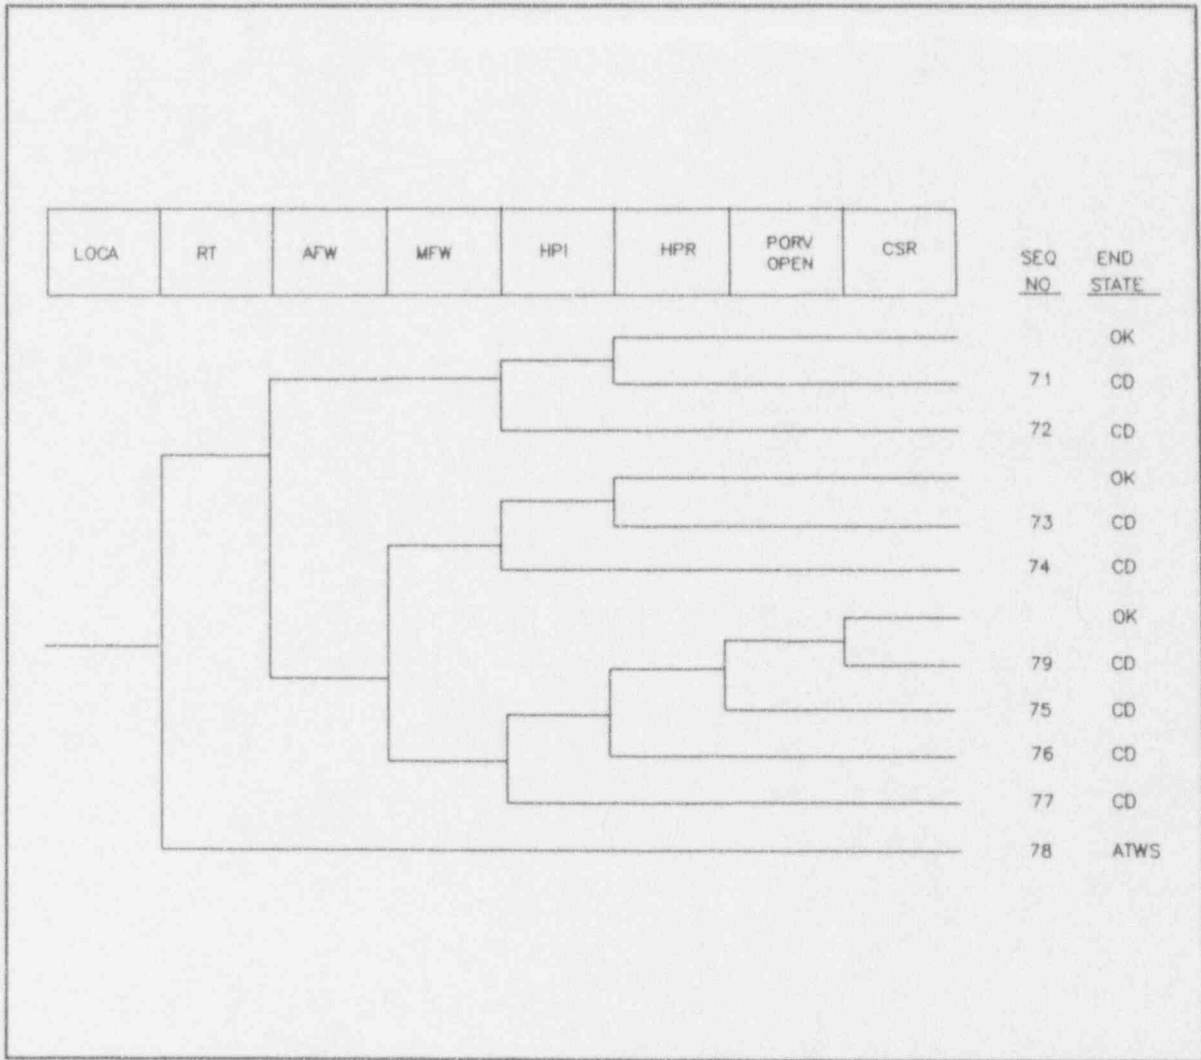 LOCA RT AFW MFW HPI HPR PORV OPEN CSR
SEQ NO END STATE
OK
71 CD
72 CD
OK
73 CD
74 CD
OK
79 CD
75 CD
76 CD
77 CD
78 ATWS